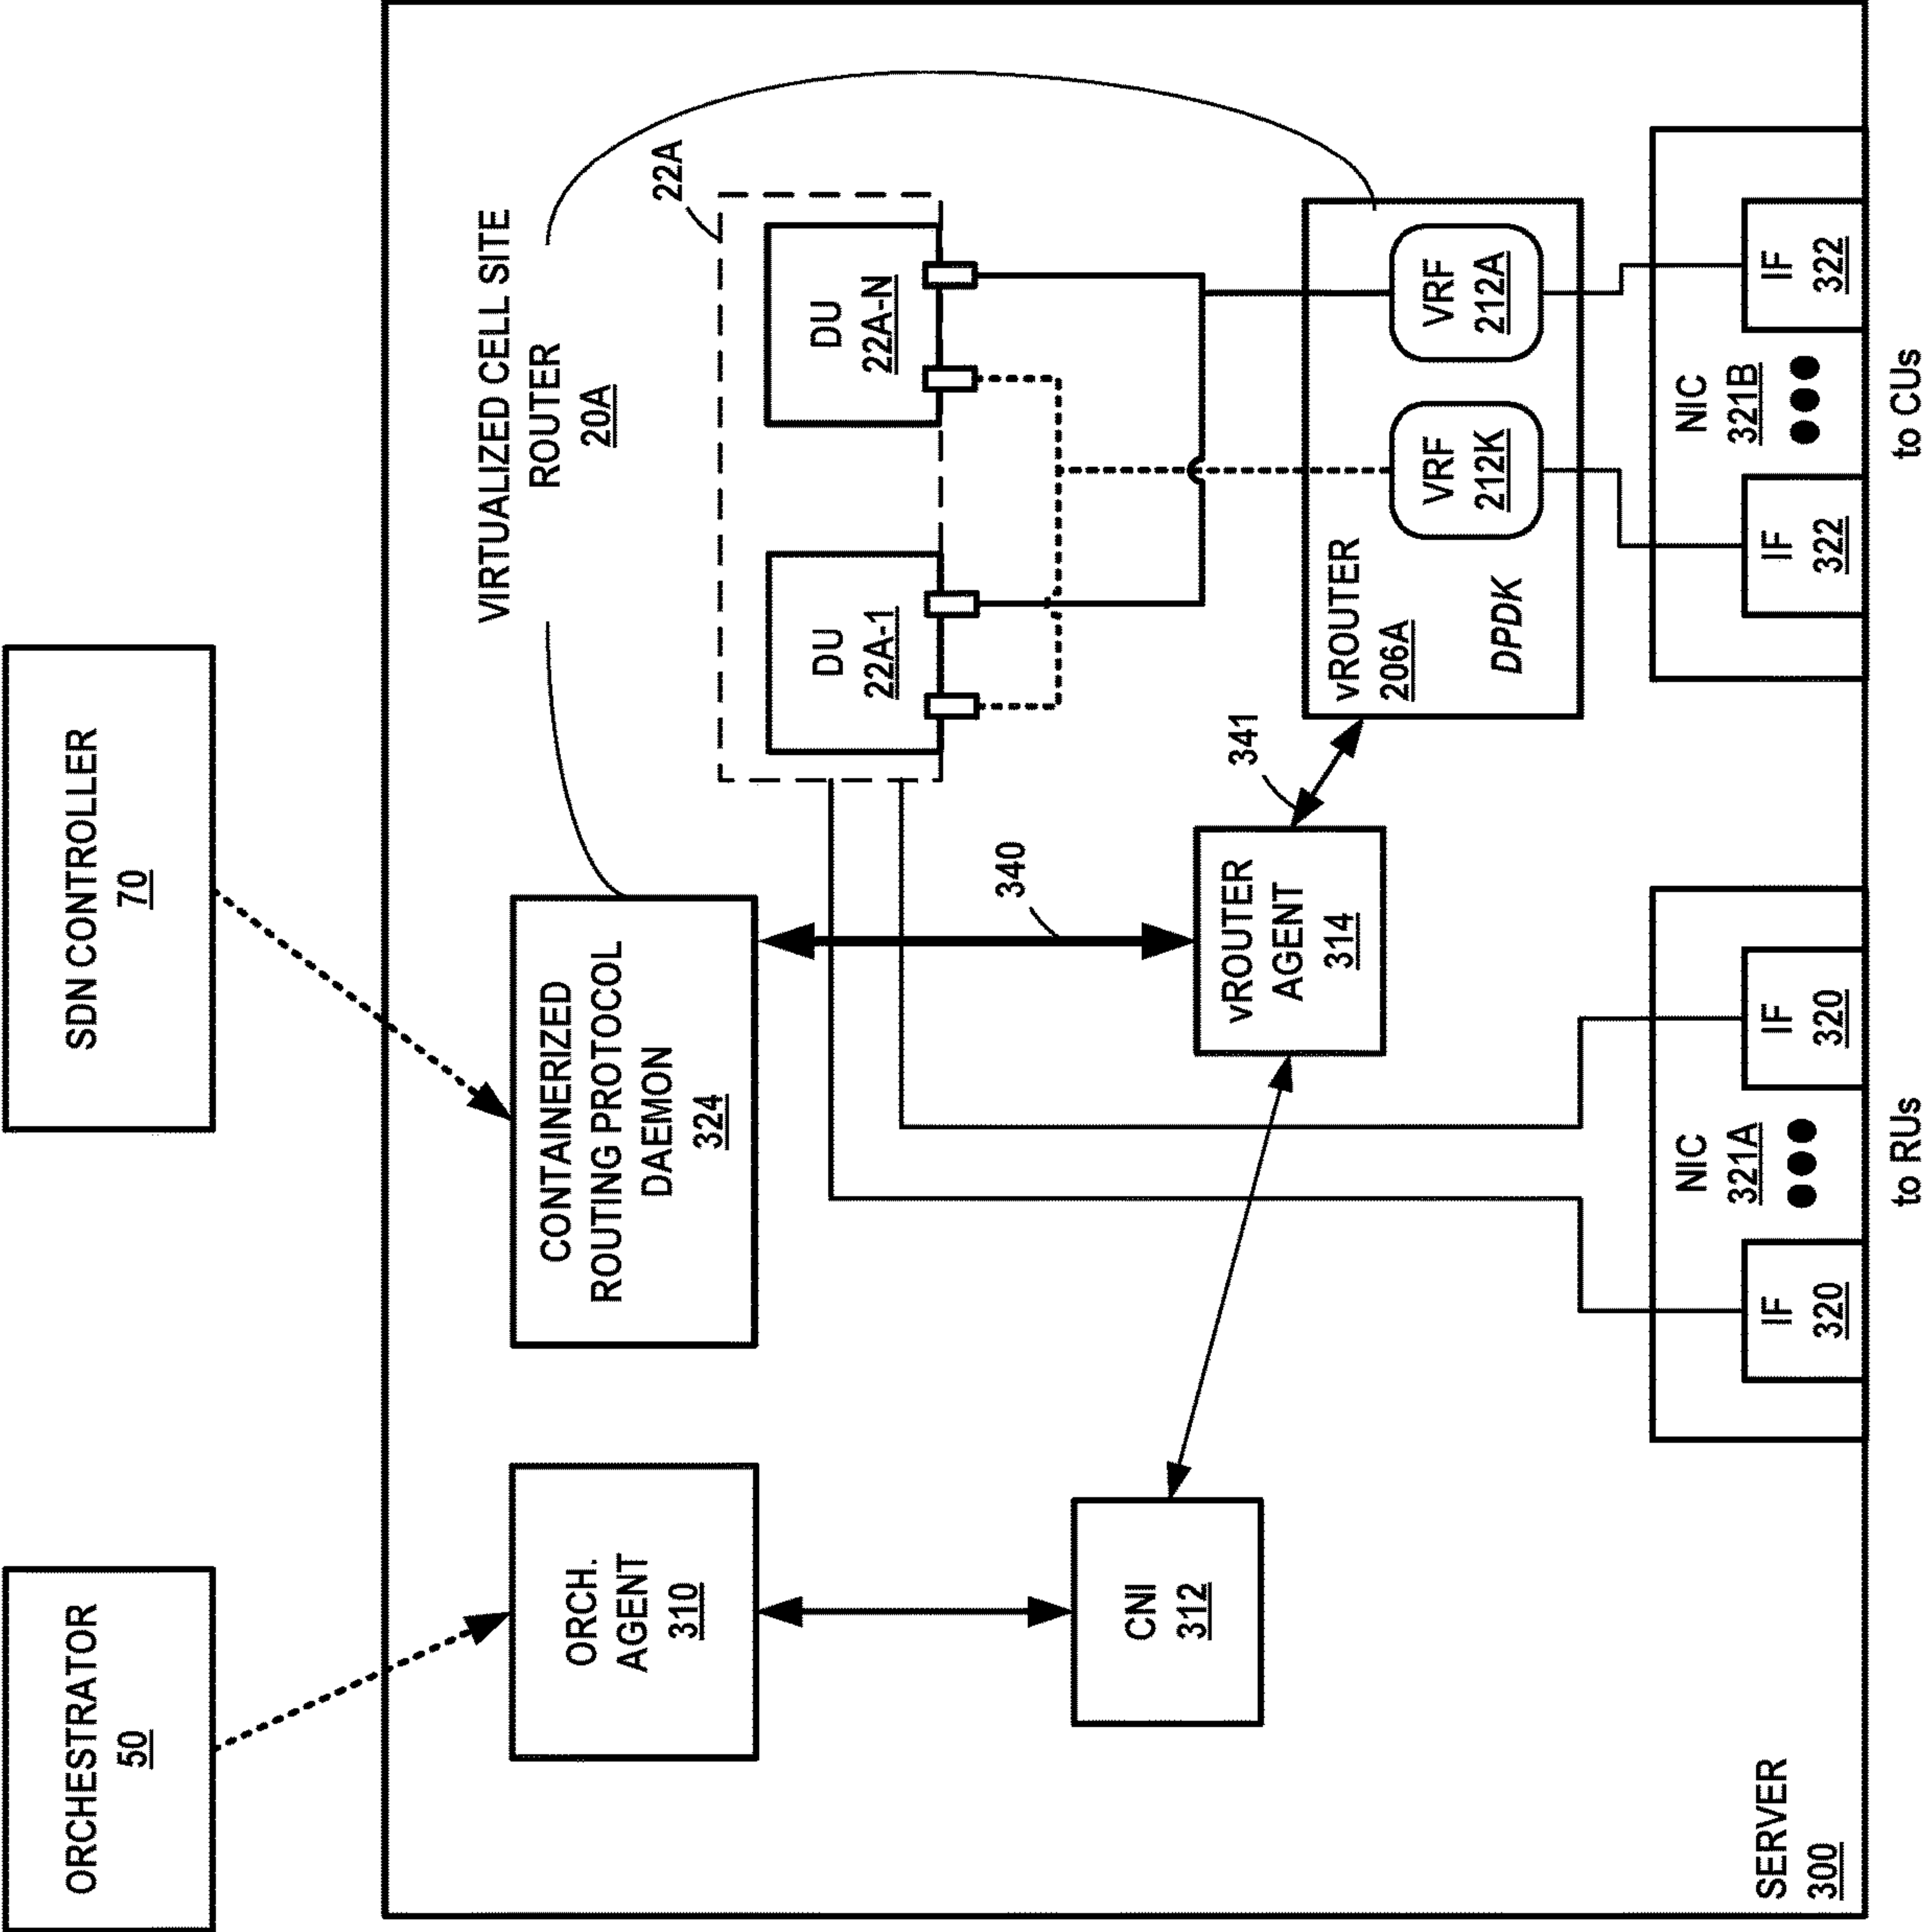 ORCHESTRATOR
50
SDN CONTROLLER
70
VIRTUALIZED CELL SITE
ROUTER
20A
ORCH.
AGENT
310
CONTAINERIZED
ROUTING PROTOCOL
DAEMON
324
22A
DU
22A-1
DU
22A-N
340
341
CNI
312
vROUTER
AGENT
314
vROUTER
206A
DPDK
VRF
212K
VRF
212A
NIC
321A
IF
320
IF
320
NIC
321B
IF
322
IF
322
SERVER
300
to RUs
to CUs